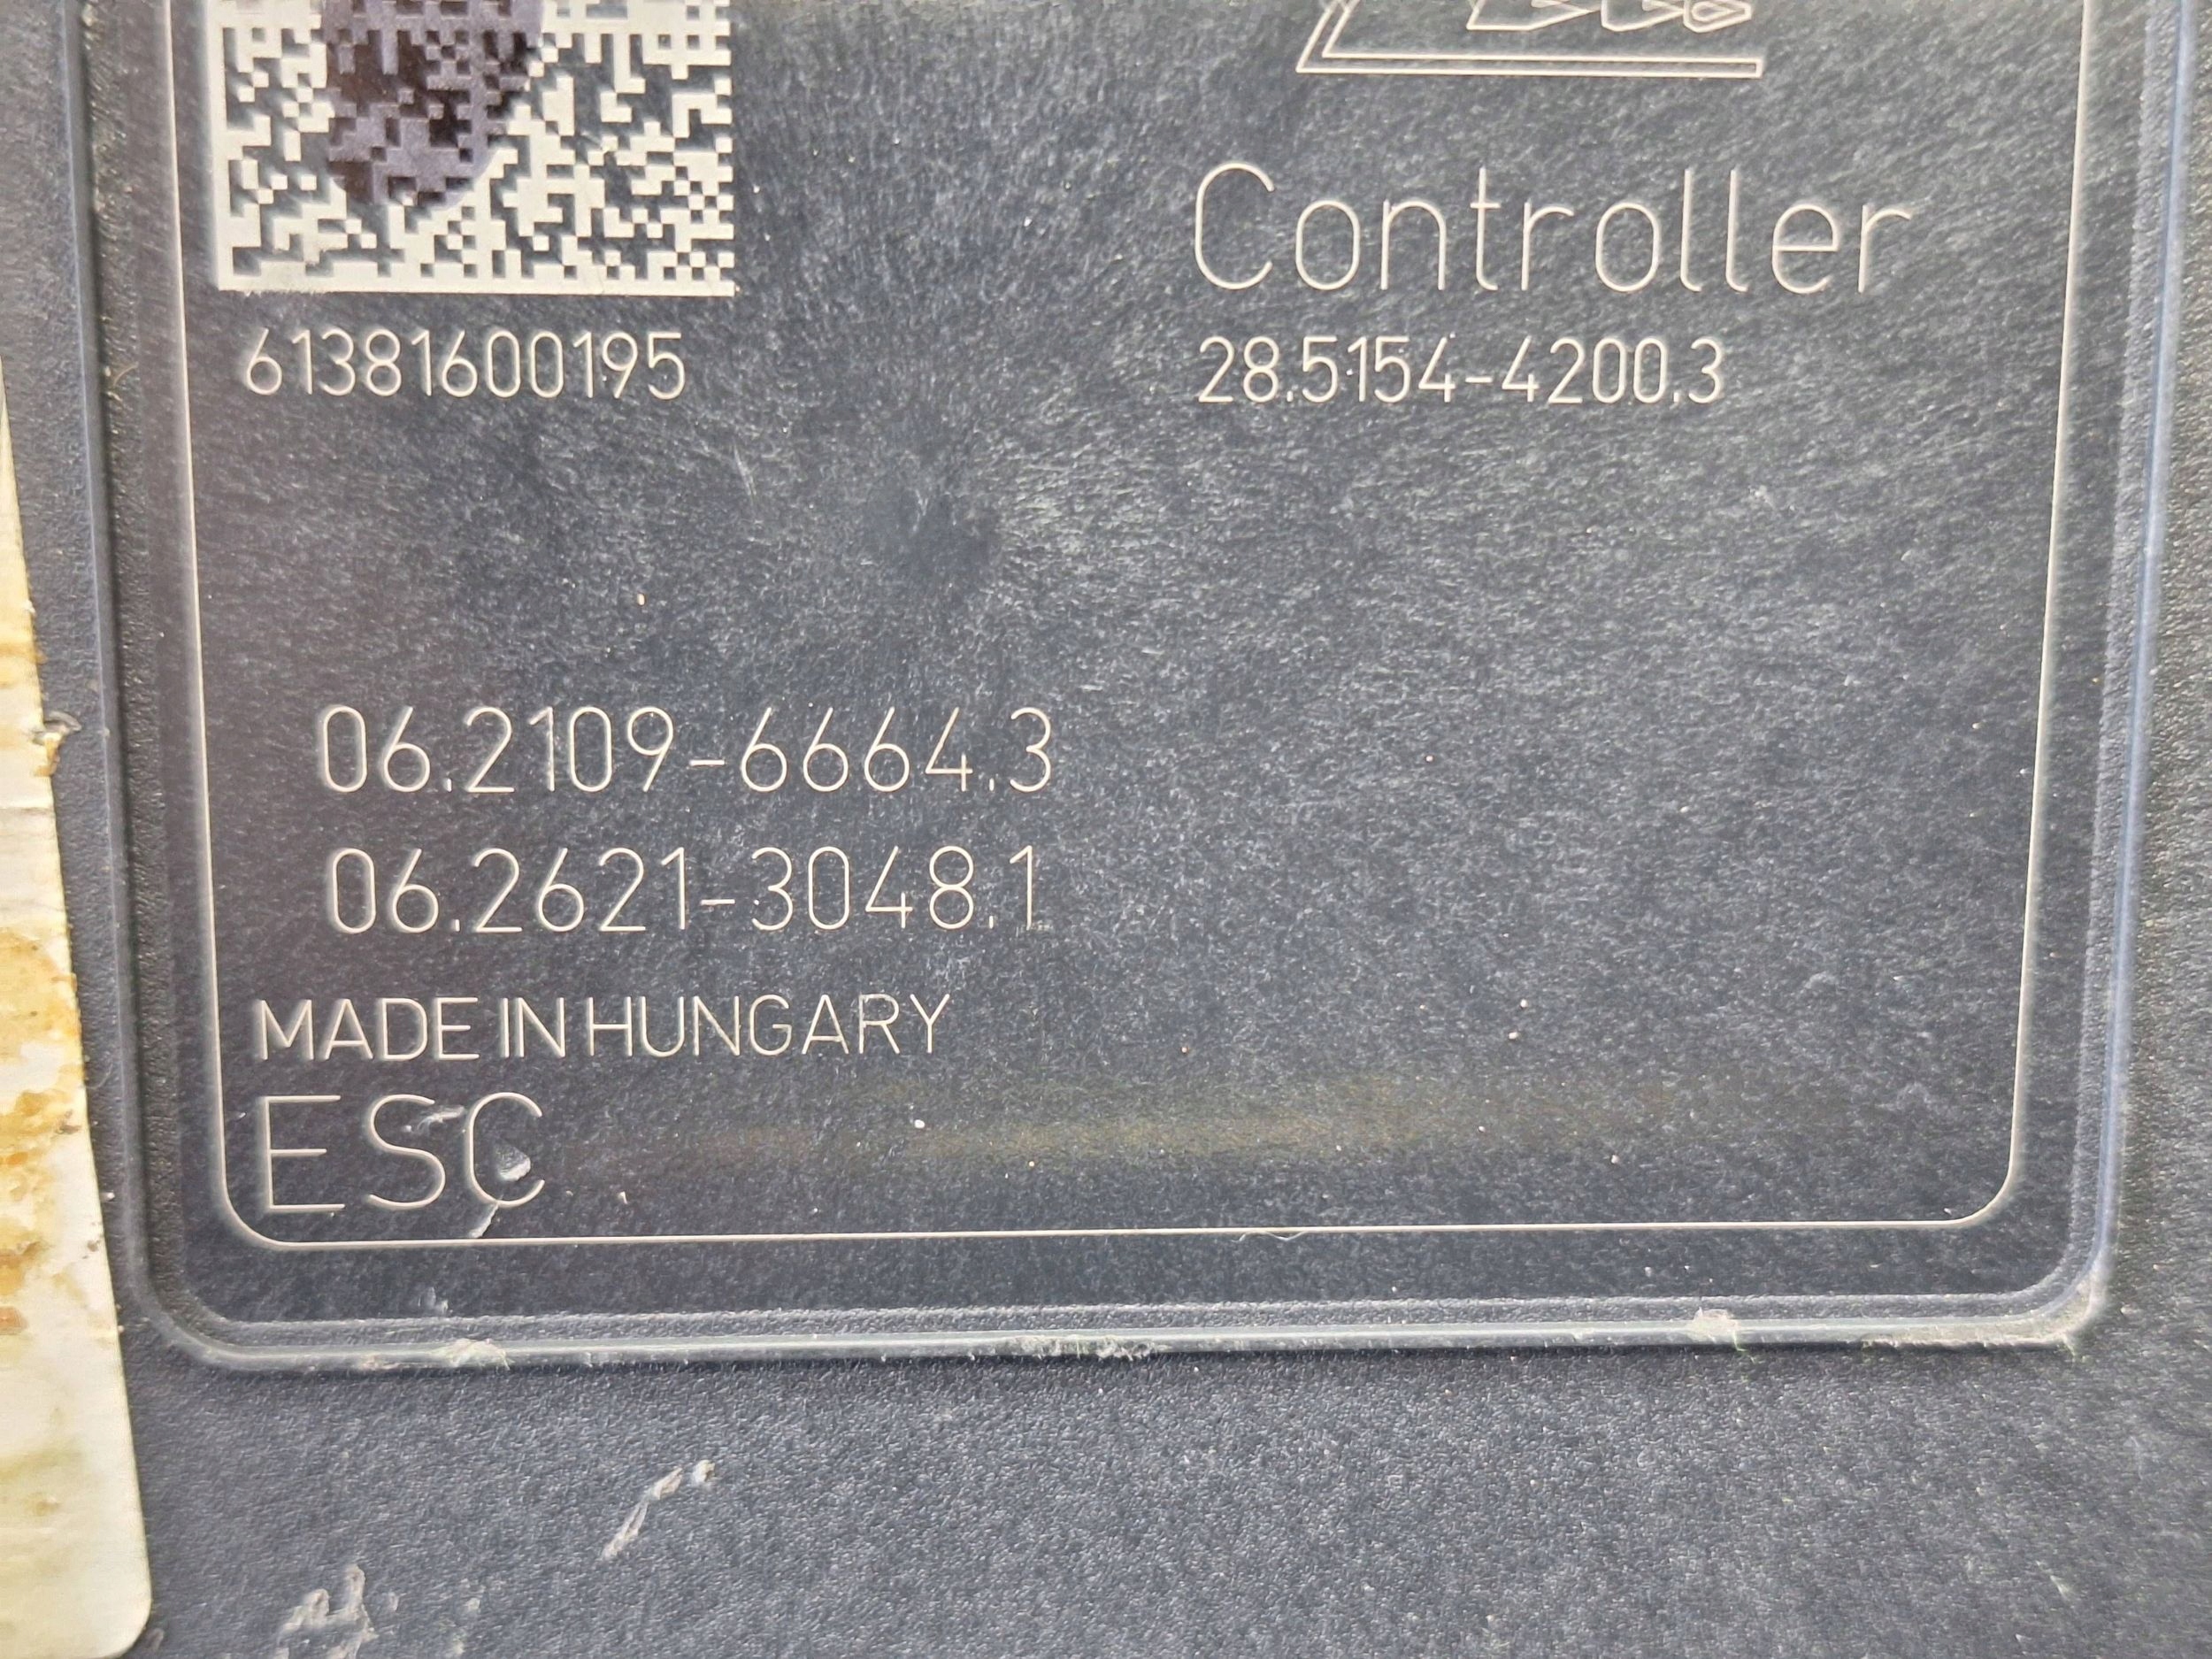 Controller
61381600195
28.5154-4200.3
06.2109-6664.3
06.2621-3048.1
MADE IN HUNGARY
ESC